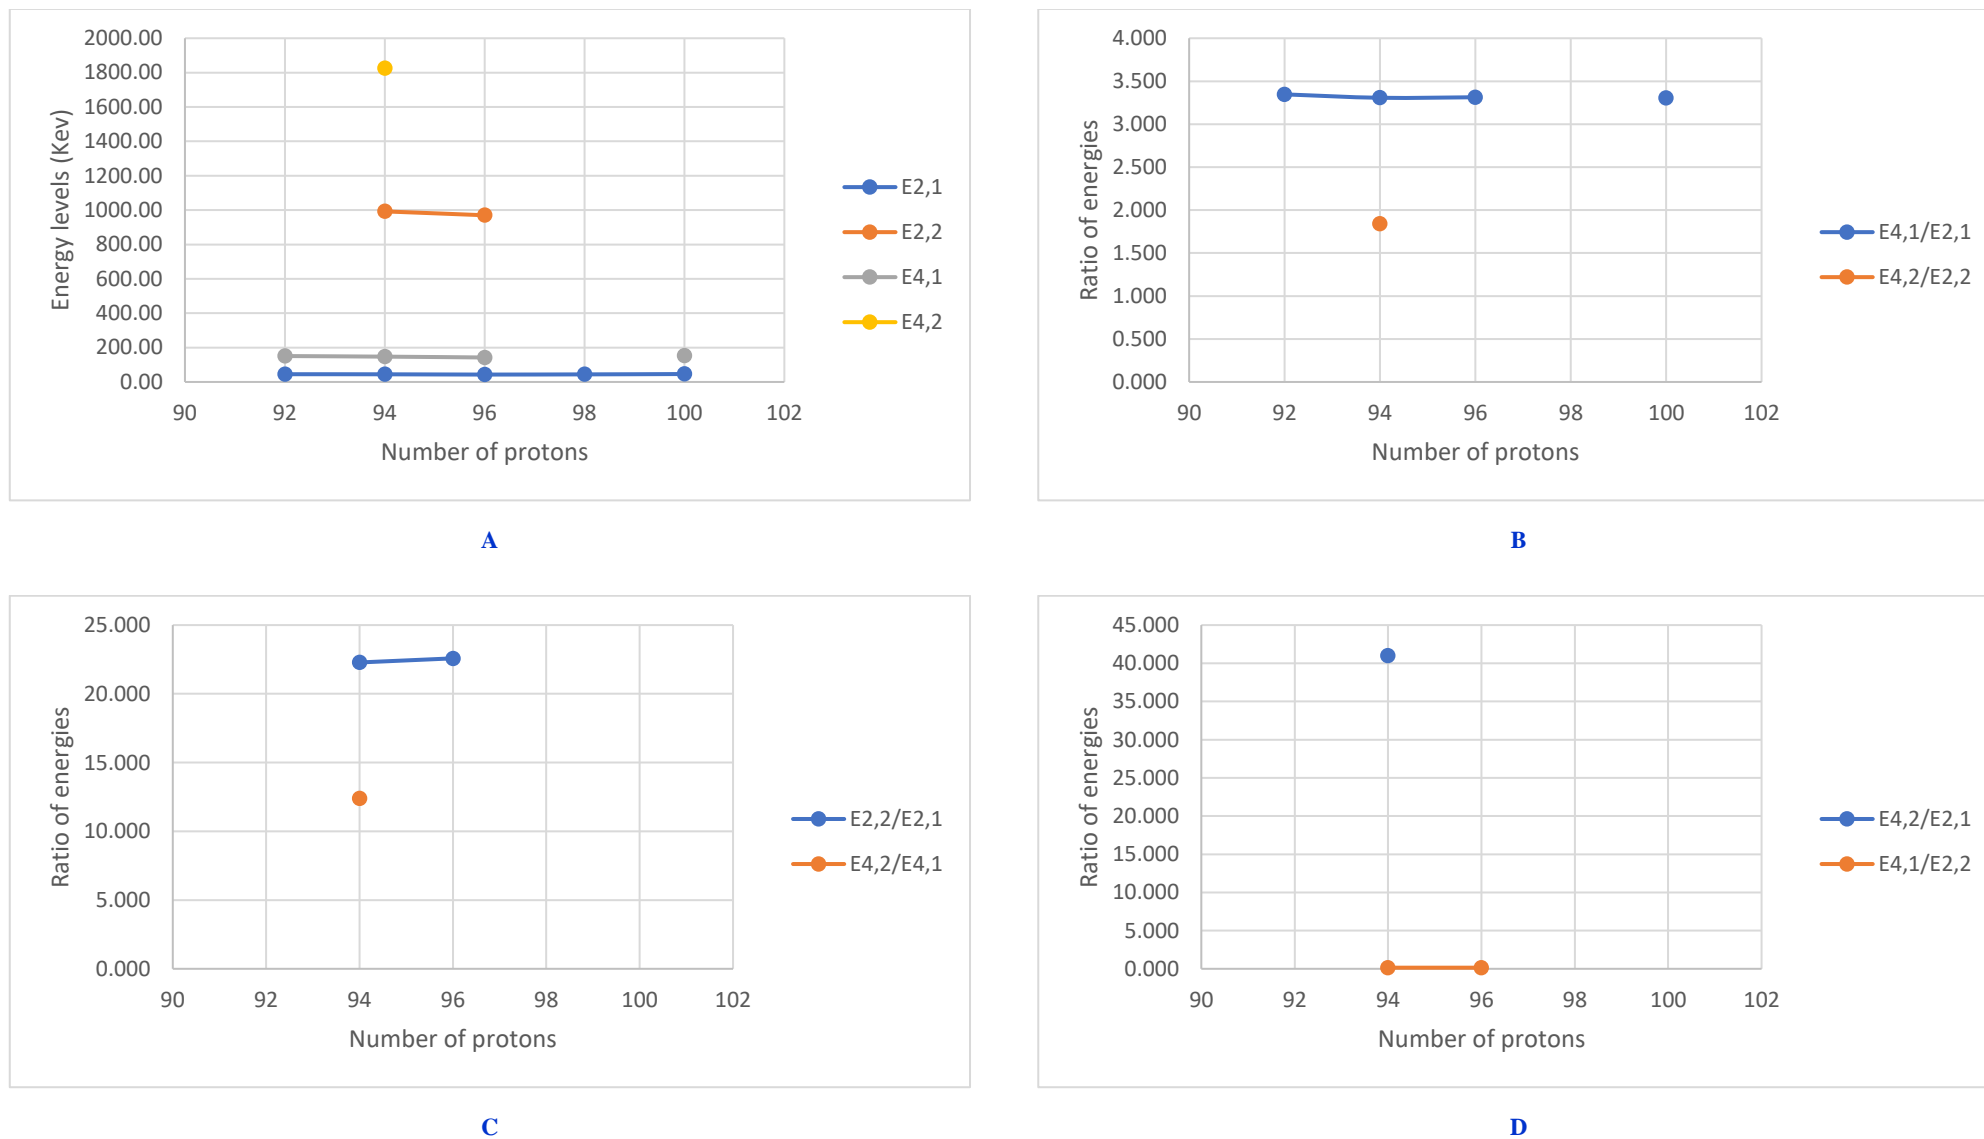 2000.00
1800.00
1600.00
1400.00
1200.00
1000.00
800.00
600.00
400.00
200.00
0.00
90 92 94 96 98 100 102
Energy levels (Kev)
Number of protons
E2,1
E2,2
E4,1
E4,2
A
4.000
3.500
3.000
2.500
2.000
1.500
1.000
0.500
0.000
90 92 94 96 98 100 102
Ratio of energies
Number of protons
E4,1/E2,1
E4,2/E2,2
B
25.000
20.000
15.000
10.000
5.000
0.000
90 92 94 96 98 100 102
Ratio of energies
Number of protons
E2,2/E2,1
E4,2/E4,1
C
45.000
40.000
35.000
30.000
25.000
20.000
15.000
10.000
5.000
0.000
90 92 94 96 98 100 102
Ratio of energies
Number of protons
E4,2/E2,1
E4,1/E2,2
D